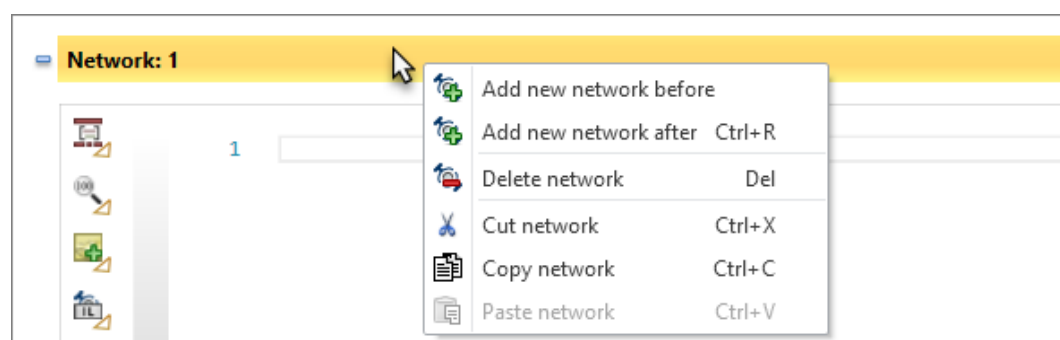 Network: 1
Add new network before
Add new network after Ctrl+R
1
Delete network Del
Cut network Ctrl+X
Copy network Ctrl+C
Paste network Ctrl+V
IL